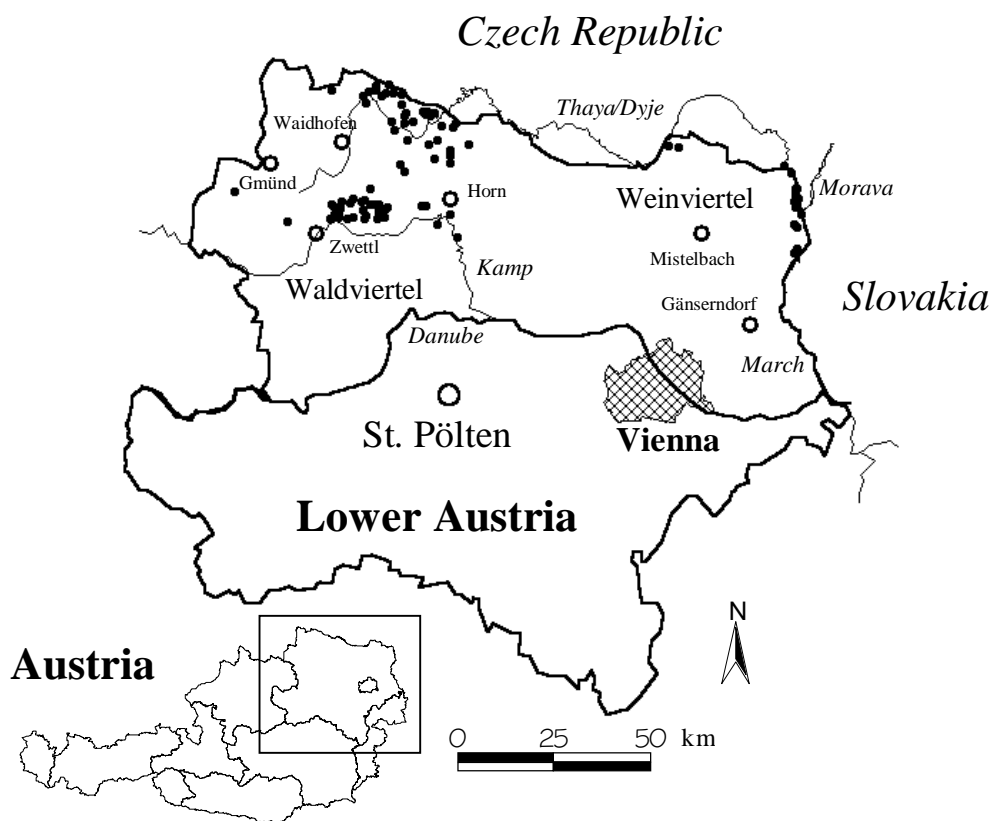 Czech Republic
Thaya/Dyje
Waidhofen
Gmünd
Horn
Weinviertel
Morava
Zwettl
Mistelbach
Kamp
Waldviertel
Slovakia
Gänserndorf
Danube
March
St. Pölten
Vienna
Lower Austria
N
Austria
0 25 50 km